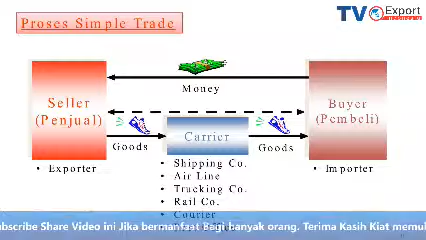 Proses Simple Trade
TV Export
Money
Seller
(Penjual)
Buyer
(Pembeli)
Carrier
Goods
Goods
• Exporter
• Shipping Co.
• Air Line
• Trucking Co.
• Rail Co.
• Courier
• Importer
ubscribe Share Video ini Jika bermanfaat Bagi banyak orang. Terima Kasih Kiat memul